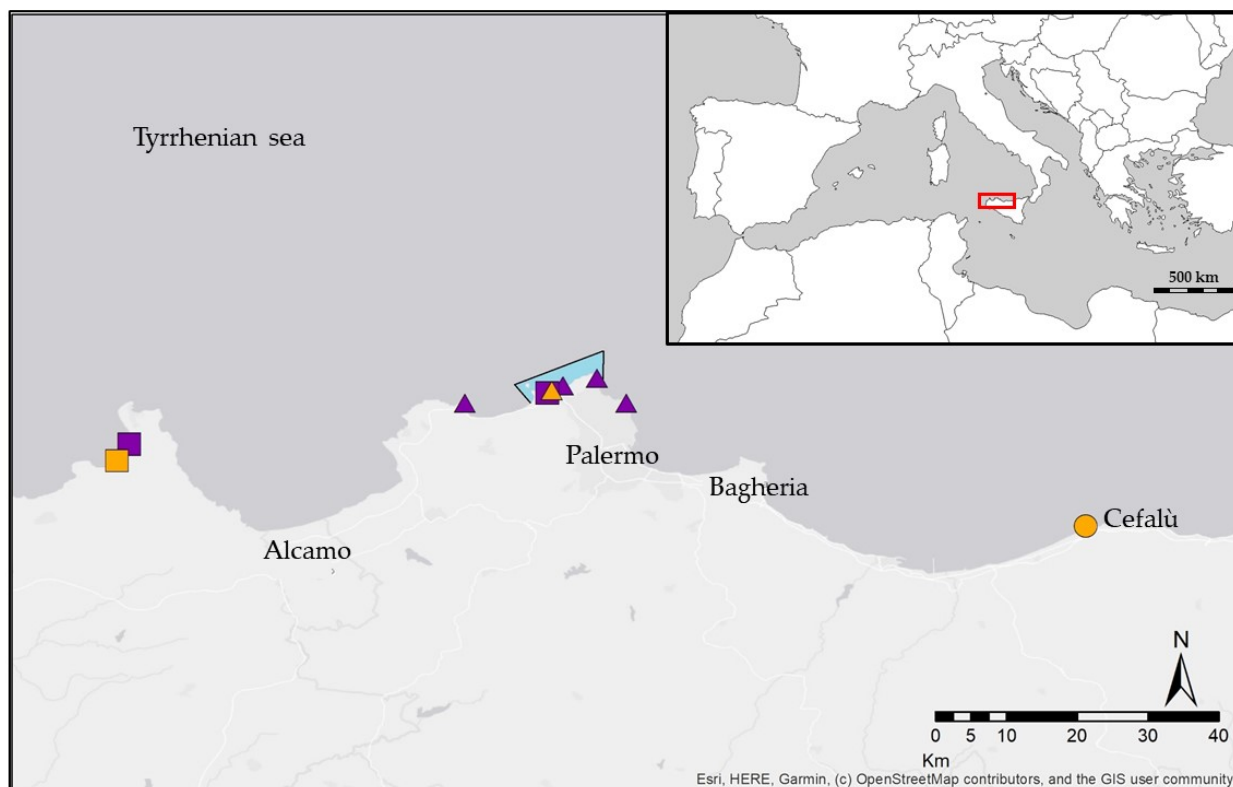 Tyrrhenian sea
500 km
Palermo
Bagheria
Cefalù
Alcamo
N
0 5 10 20 30 40
Km
Esri, HERE, Garmin, (c) OpenStreetMap contributors, and the GIS user community